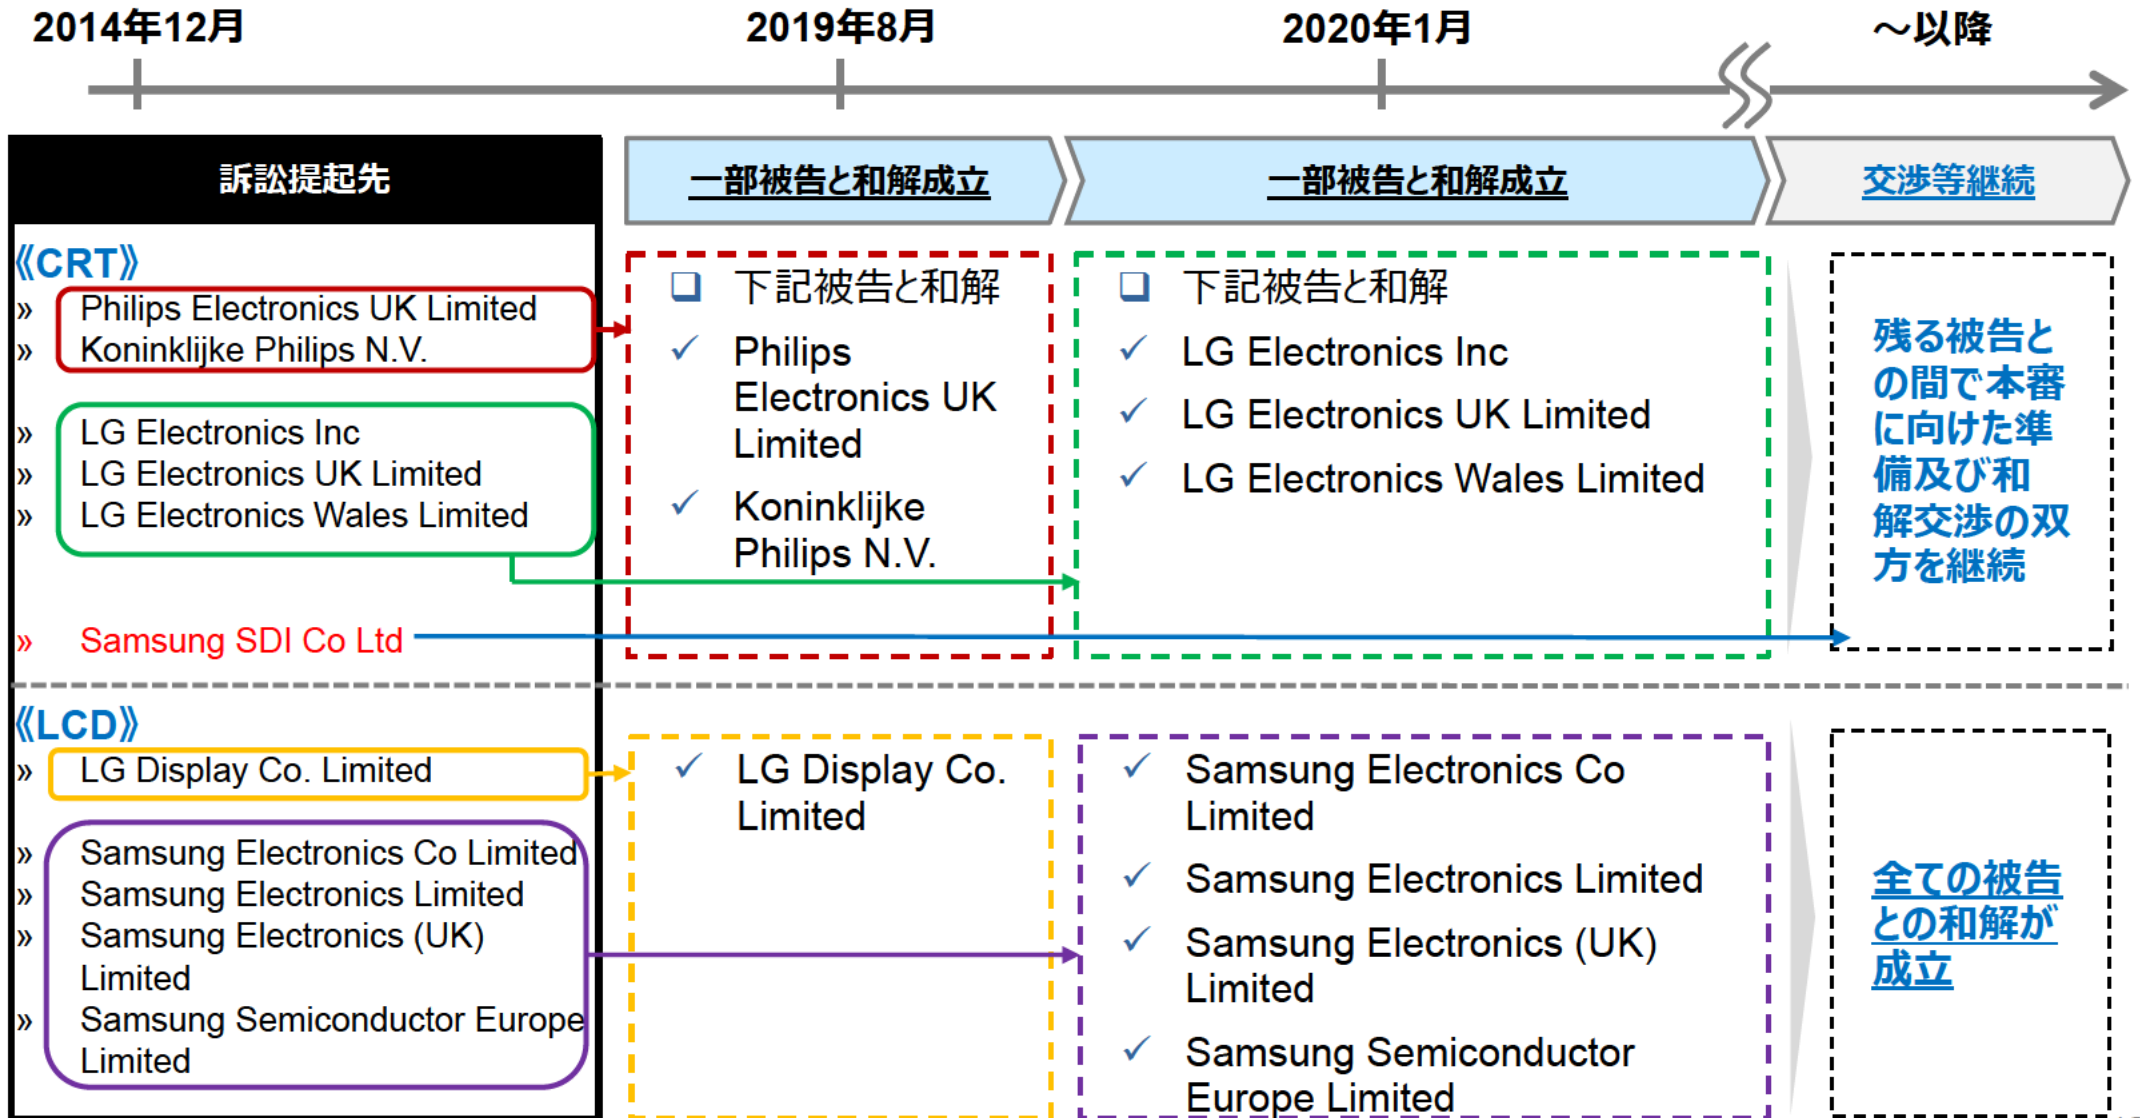 2014年12月
2019年8月
2020年1月
～以降
訴訟提起先
一部被告と和解成立
一部被告と和解成立
交渉等継続
《CRT》
» Philips Electronics UK Limited
» Koninklijke Philips N.V.
» LG Electronics Inc
» LG Electronics UK Limited
» LG Electronics Wales Limited
» Samsung SDI Co Ltd
❑ 下記被告と和解
✓ Philips
Electronics UK
Limited
✓ Koninklijke
Philips N.V.
❑ 下記被告と和解
✓ LG Electronics Inc
✓ LG Electronics UK Limited
✓ LG Electronics Wales Limited
残る被告と
の間で本審
に向けた準
備及び和
解交渉の双
方を継続
《LCD》
» LG Display Co. Limited
» Samsung Electronics Co Limited
» Samsung Electronics Limited
» Samsung Electronics (UK)
Limited
» Samsung Semiconductor Europe
Limited
✓ LG Display Co.
Limited
✓ Samsung Electronics Co
Limited
✓ Samsung Electronics Limited
✓ Samsung Electronics (UK)
Limited
✓ Samsung Semiconductor
Europe Limited
全ての被告
との和解が
成立